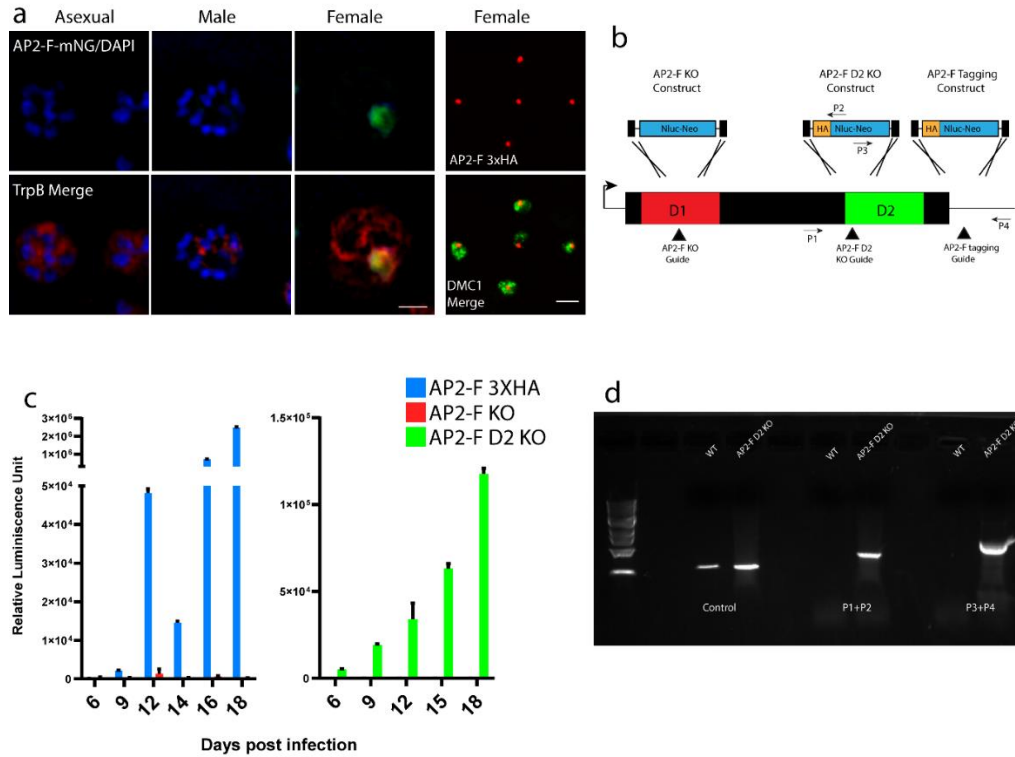 a
Asexual
Male
Female
Female
AP2-F-mNG/DAPI
AP2-F 3xHA
TrpB Merge
DMC1
Merge
b
AP2-F KO
Construct
AP2-F D2 KO
Construct
AP2-F Tagging
Construct
P2
Nluc-Neo
HA
Nluc-Neo
HA
Nluc-Neo
P3
D1
D2
P1
P4
AP2-F KO
Guide
AP2-F D2
KO Guide
AP2-F tagging
Guide
c
AP2-F 3XHA
AP2-F KO
AP2-F D2 KO
Relative Luminiscence Unit
3×10⁶
2×10⁶
1×10⁶
5×10⁴
4×10⁴
3×10⁴
2×10⁴
1×10⁴
0
6
9
12
14
16
18
1.5×10⁵
1×10⁵
5×10⁴
0
6
9
12
15
18
Days post infection
d
WT
AP2-F D2 KO
WT
AP2-F D2 KO
WT
AP2-F D2 KO
Control
P1+P2
P3+P4